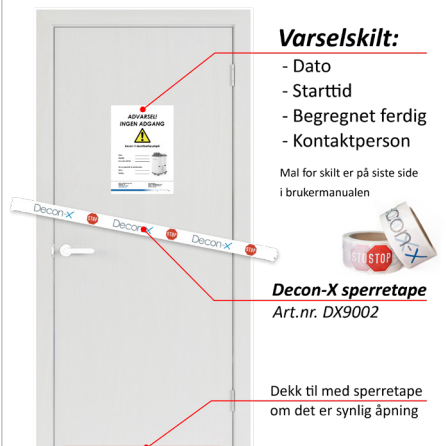 Varselskilt:
- Dato
- Starttid
- Begregnet ferdig
- Kontaktperson
Mal for skilt er på siste side
i brukermanualen
ADVARSEL!
INGEN ADGANG
Decon-X STOP Decon-X STOP Decon-X STOP
STOP
DECON-X
Decon-X sperretape
Art.nr. DX9002
Dekk til med sperretape
om det er synlig åpning